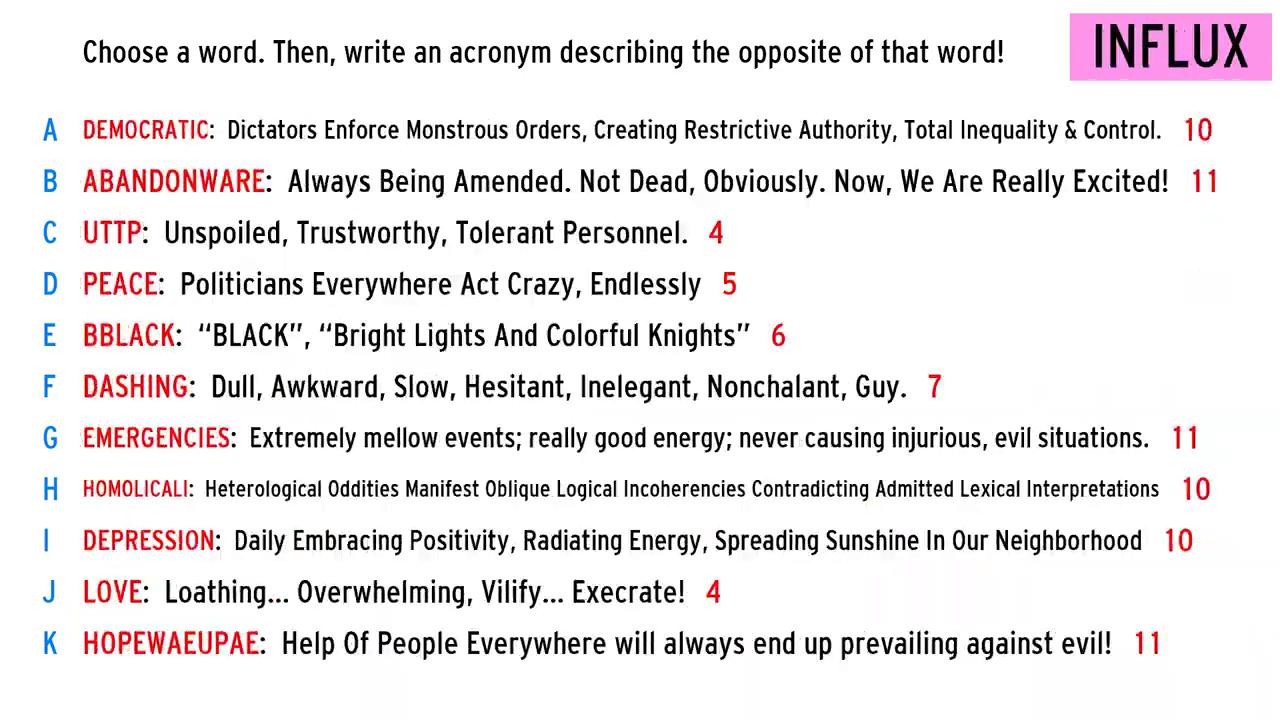 Choose a word. Then, write an acronym describing the opposite of that word!
INFLUX
A DEMOCRATIC: Dictators Enforce Monstrous Orders, Creating Restrictive Authority, Total Inequality & Control. 10
B ABANDONWARE: Always Being Amended. Not Dead, Obviously. Now, We Are Really Excited! 11
C UTTP: Unspoiled, Trustworthy, Tolerant Personnel. 4
D PEACE: Politicians Everywhere Act Crazy, Endlessly 5
E BBLACK: “BLACK”, “Bright Lights And Colorful Knights” 6
F DASHING: Dull, Awkward, Slow, Hesitant, Inelegant, Nonchalant, Guy. 7
G EMERGENCIES: Extremely mellow events; really good energy; never causing injurious, evil situations. 11
H HOMOLICALI: Heterological Oddities Manifest Oblique Logical Incoherencies Contradicting Admitted Lexical Interpretations 10
I DEPRESSION: Daily Embracing Positivity, Radiating Energy, Spreading Sunshine In Our Neighborhood 10
J LOVE: Loathing... Overwhelming, Vilify... Execrate! 4
K HOPEWAEUPAE: Help Of People Everywhere will always end up prevailing against evil! 11